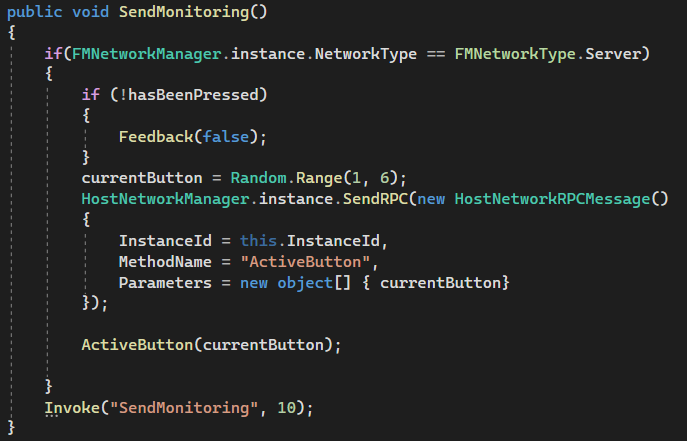 public void SendMonitoring()
{
if(FMNetworkManager.instance.NetworkType == FMNetworkType.Server)
{
if (!hasBeenPressed)
{
Feedback(false);
}
currentButton = Random.Range(1, 6);
HostNetworkManager.instance.SendRPC(new HostNetworkRPCMessage()
{
InstanceId = this.InstanceId,
MethodName = "ActiveButton",
Parameters = new object[] { currentButton}
});
ActiveButton(currentButton);
}
Invoke("SendMonitoring", 10);
}